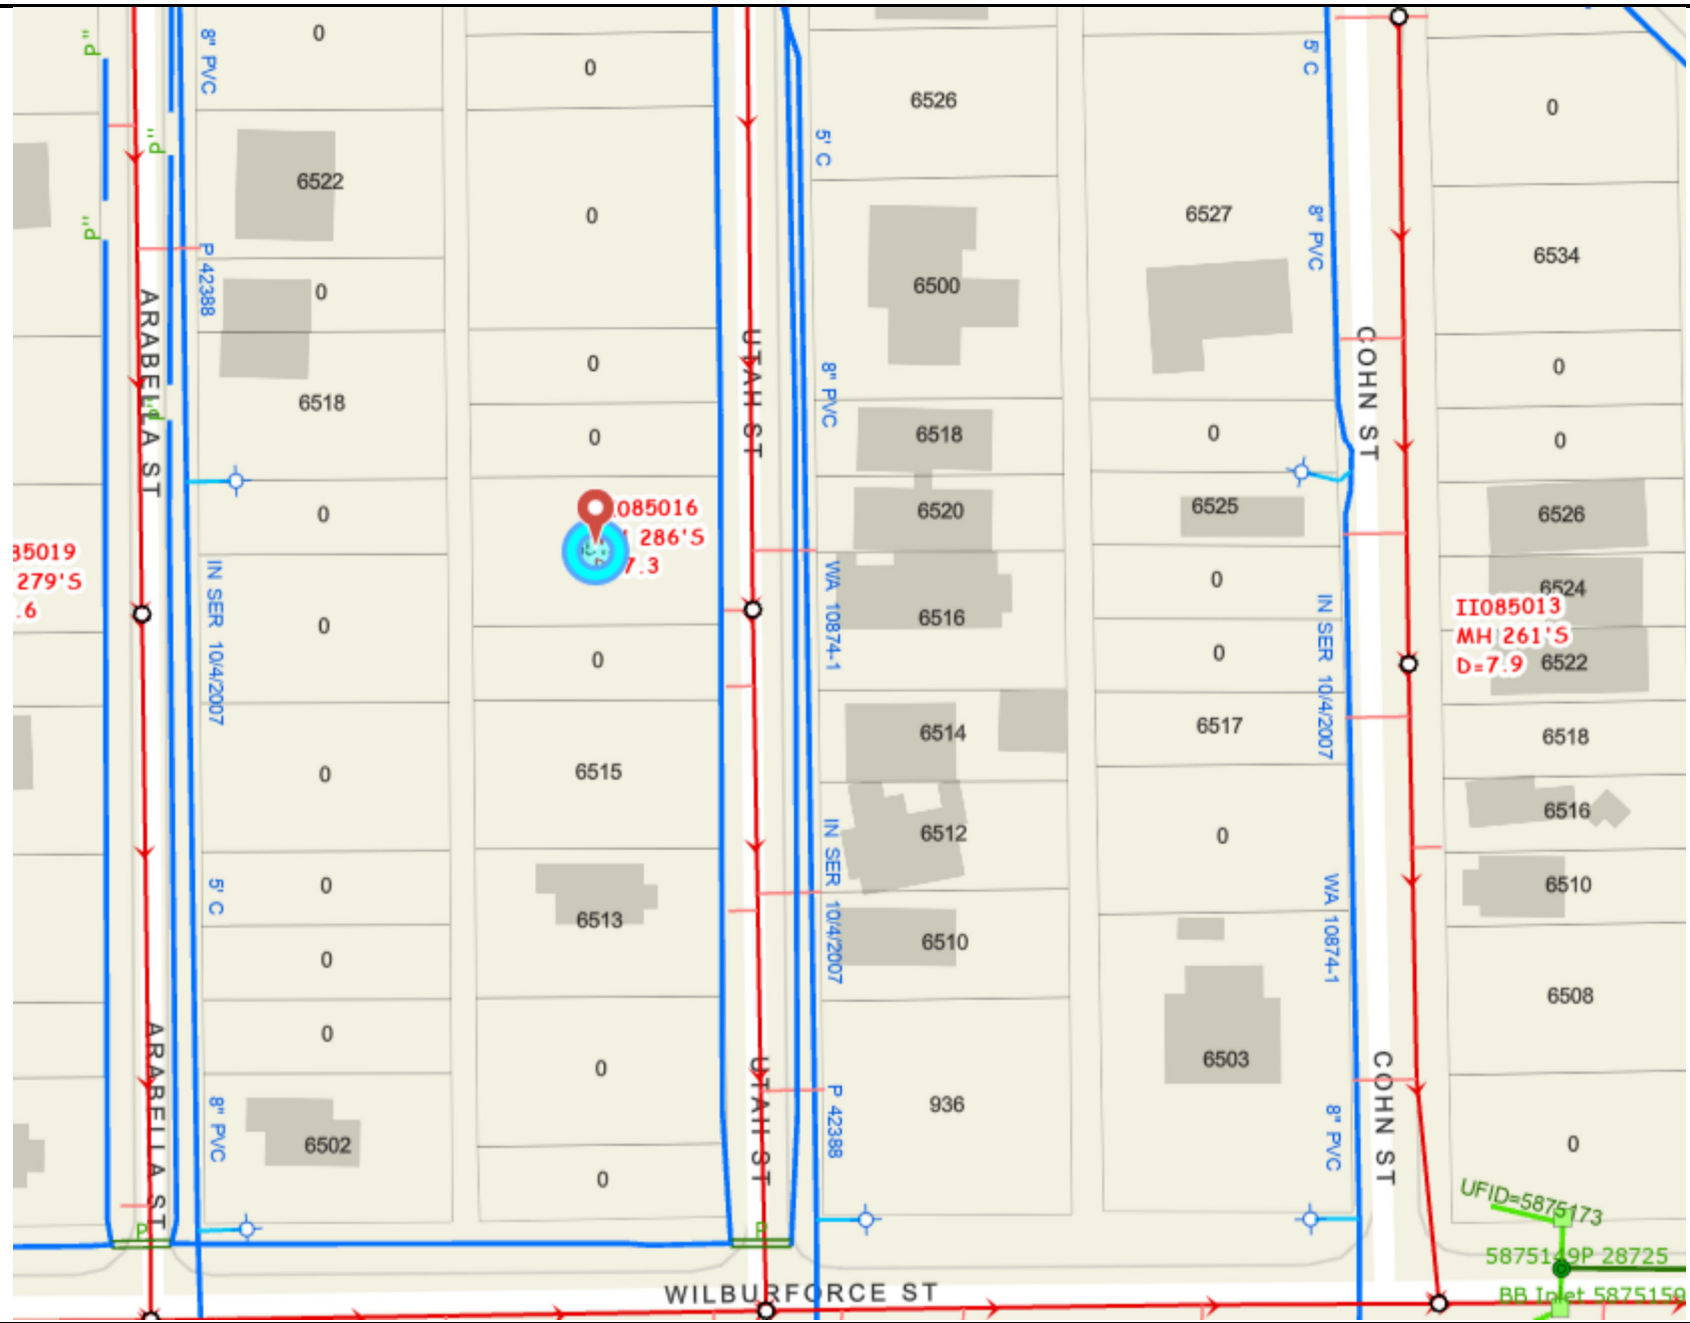 "P
8" PVC
0
0
5' C
6526
0
5' C
"P
6522
0
6527
8" PVC
6534
"P
P 42388
0
6500
ARABELLA ST
UTAH ST
COHN ST
0
0
8" PVC
6518
0
6518
0
0
0
085016
286'S
7.3
6520
6525
6526
85019
279'S
.6
IN SER 10/4/2007
WA 10874-1
0
IN SER 10/4/2007
6524
II085013
MH 261'S
D=7.9
6522
0
0
6516
0
6514
6517
6518
0
6515
6512
0
6516
0
5' C
6513
IN SER 10/4/2007
6510
WA 10874-1
6510
0
0
6508
ARABELLA ST
UTAH ST
COHN ST
0
6503
936
P 42388
8" PVC
8" PVC
6502
0
0
UFID=5875173
P
P
5875149P 28725
WILBURFORCE ST
BB Inlet 5875159